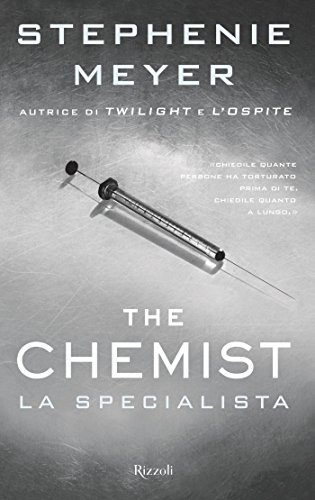 STEPHENIE
MEYER
AUTRICE DI TWILIGHT E L'OSPITE
«CHIEDILE QUANTE
PERSONE HA TORTURATO
PRIMA DI TE.
CHIEDILE QUANTO
A LUNGO.»
THE
CHEMIST
LA SPECIALISTA
Rizzoli